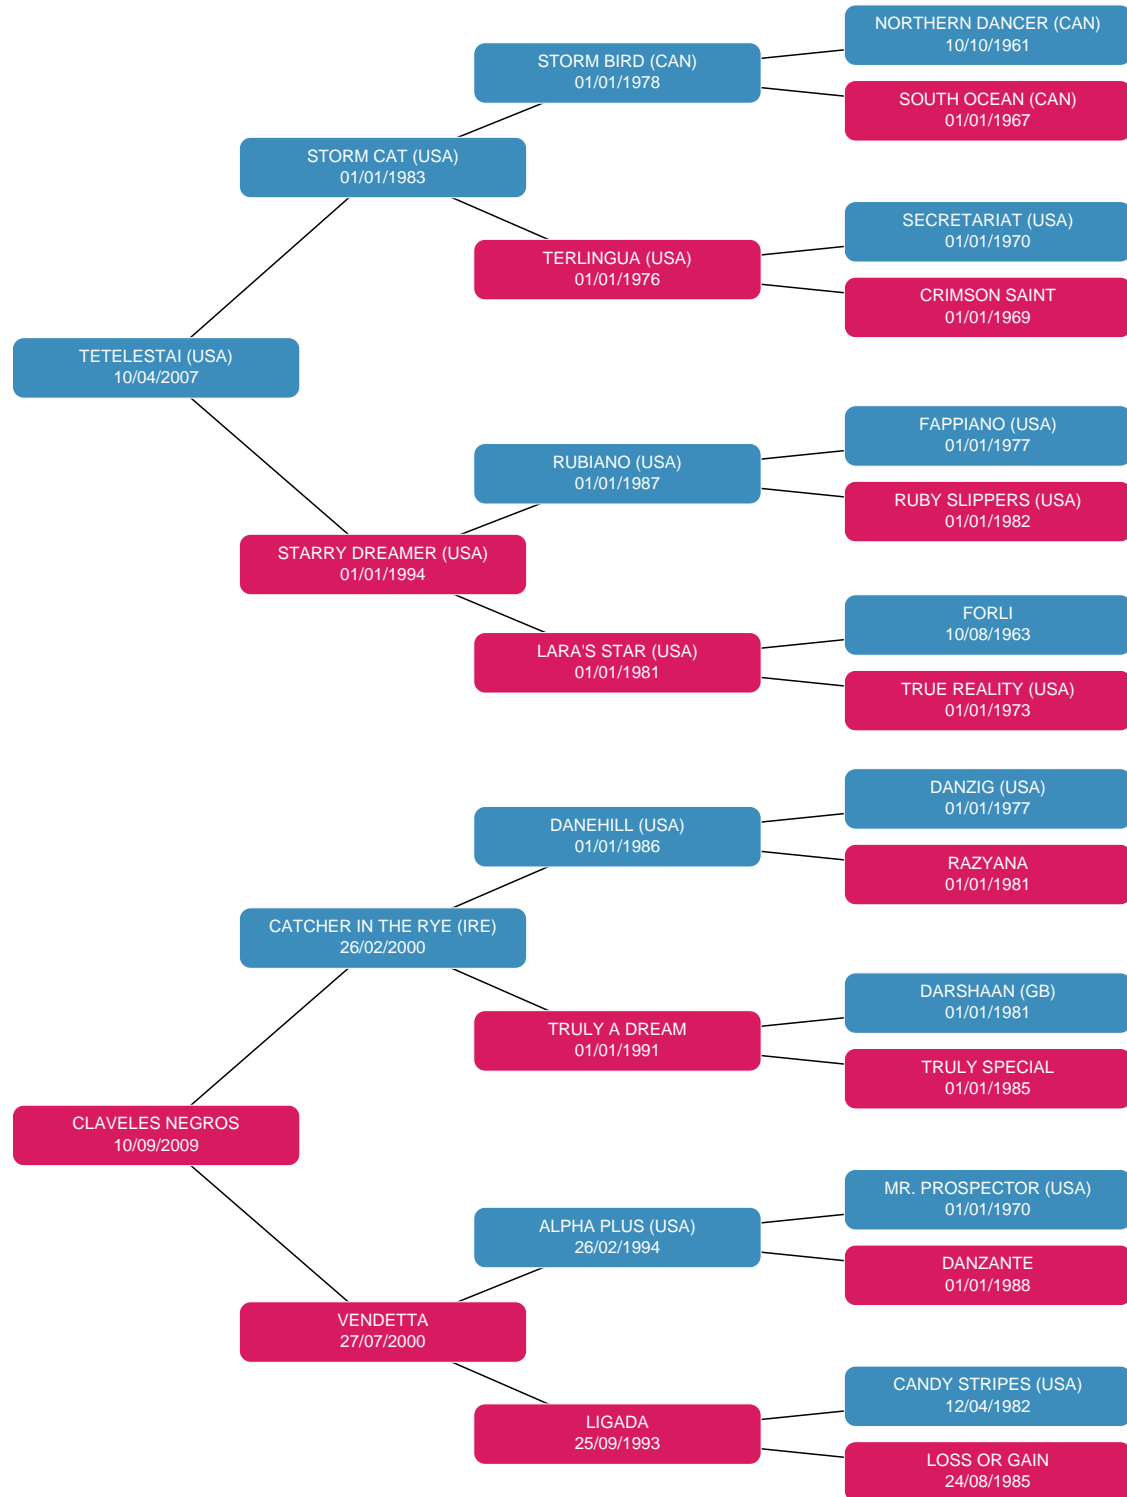 NORTHERN DANCER (CAN)
10/10/1961
STORM BIRD (CAN)
01/01/1978
SOUTH OCEAN (CAN)
01/01/1967
STORM CAT (USA)
01/01/1983
SECRETARIAT (USA)
01/01/1970
TERLINGUA (USA)
01/01/1976
CRIMSON SAINT
01/01/1969
TETELESTAI (USA)
10/04/2007
FAPPIANO (USA)
01/01/1977
RUBIANO (USA)
01/01/1987
RUBY SLIPPERS (USA)
01/01/1982
STARRY DREAMER (USA)
01/01/1994
FORLI
10/08/1963
LARA'S STAR (USA)
01/01/1981
TRUE REALITY (USA)
01/01/1973
DANZIG (USA)
01/01/1977
DANEHILL (USA)
01/01/1986
RAZYANA
01/01/1981
CATCHER IN THE RYE (IRE)
26/02/2000
DARSHAAN (GB)
01/01/1981
TRULY A DREAM
01/01/1991
TRULY SPECIAL
01/01/1985
CLAVELES NEGROS
10/09/2009
MR. PROSPECTOR (USA)
01/01/1970
ALPHA PLUS (USA)
26/02/1994
DANZANTE
01/01/1988
VENDETTA
27/07/2000
CANDY STRIPES (USA)
12/04/1982
LIGADA
25/09/1993
LOSS OR GAIN
24/08/1985